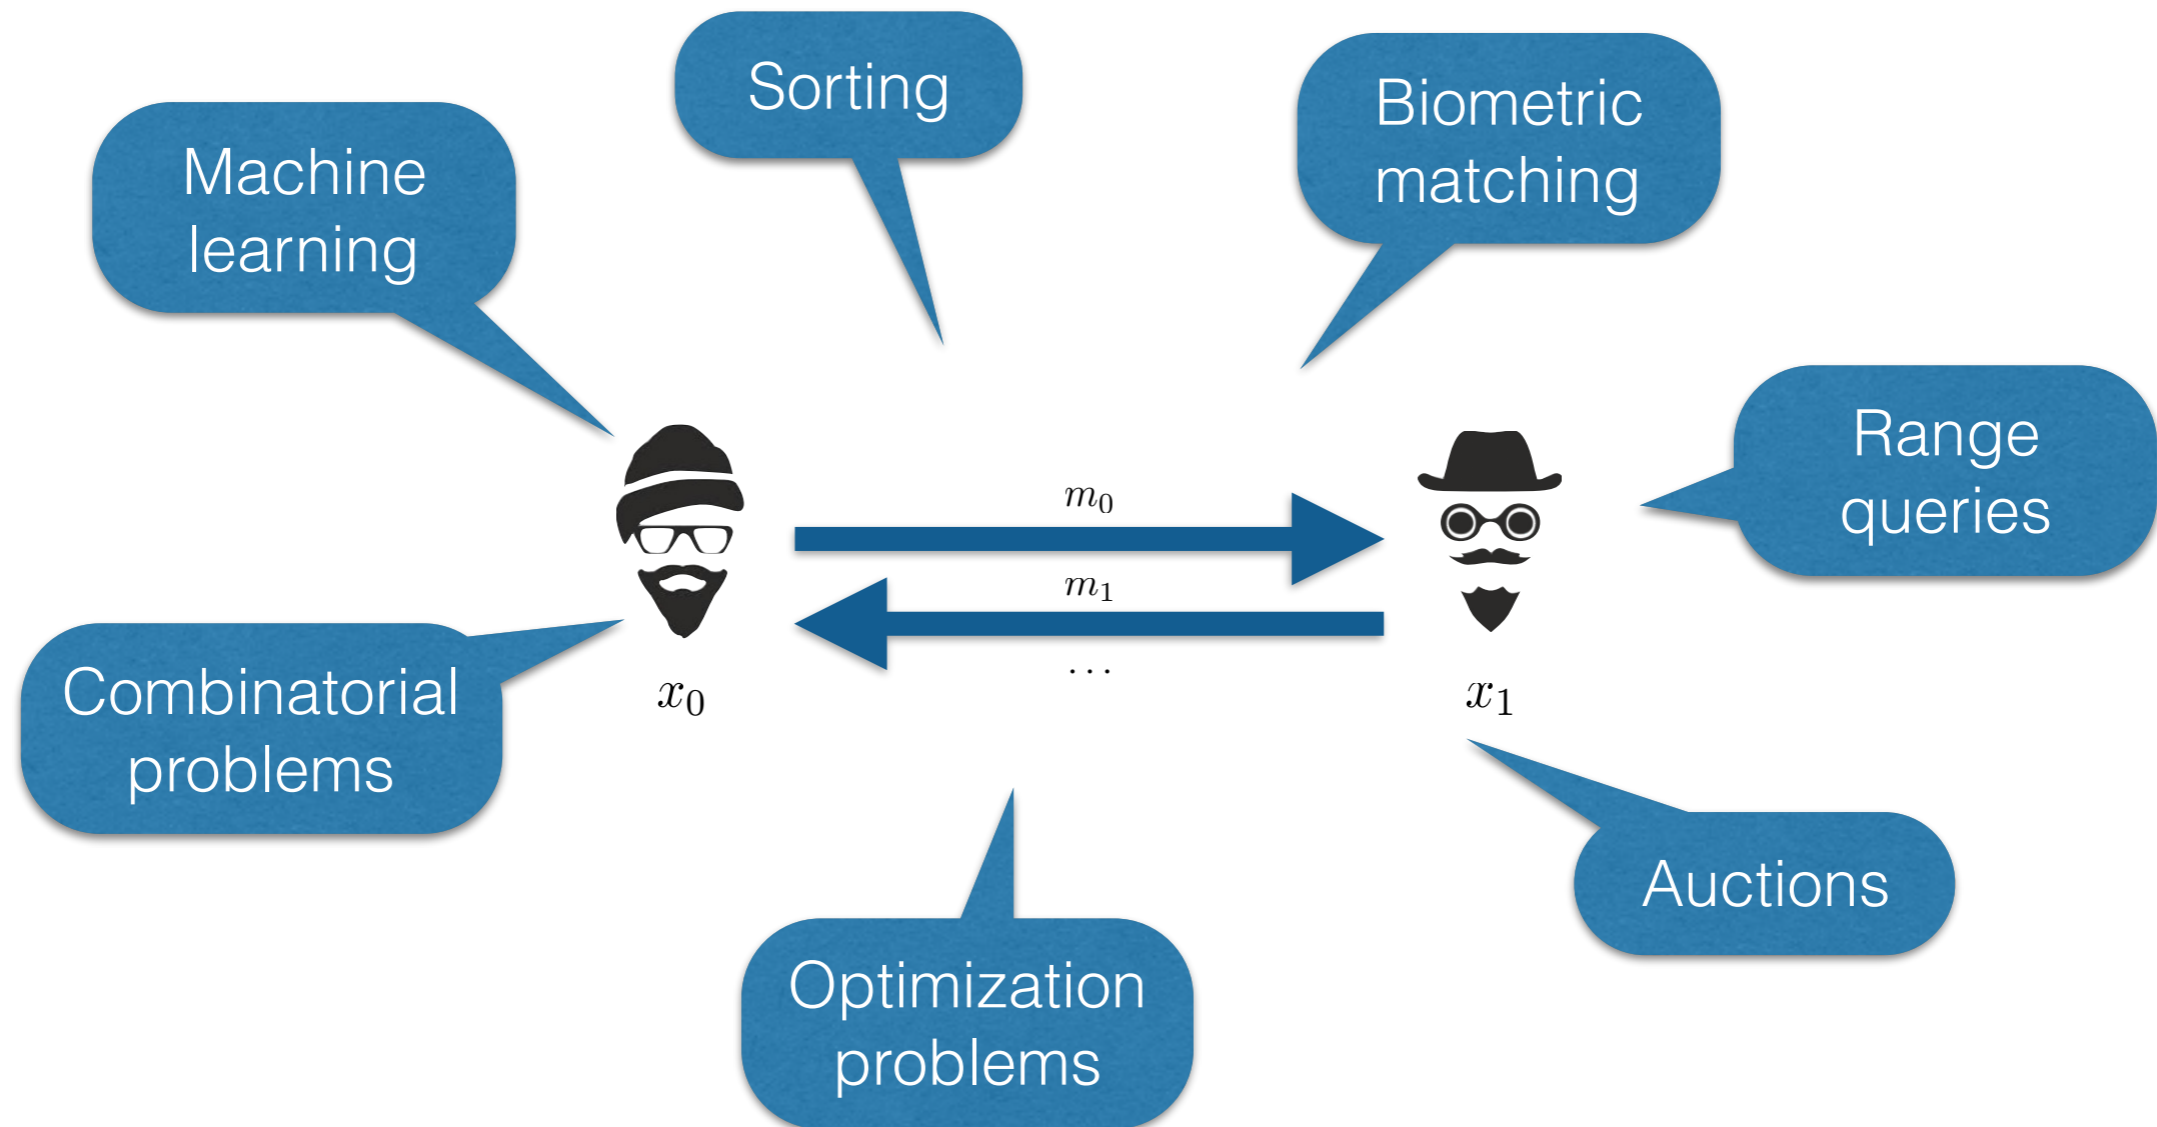 Sorting
Biometric
matching
Machine
learning
Range
queries
m₀
m₁
...
x₀
x₁
Combinatorial
problems
Auctions
Optimization
problems